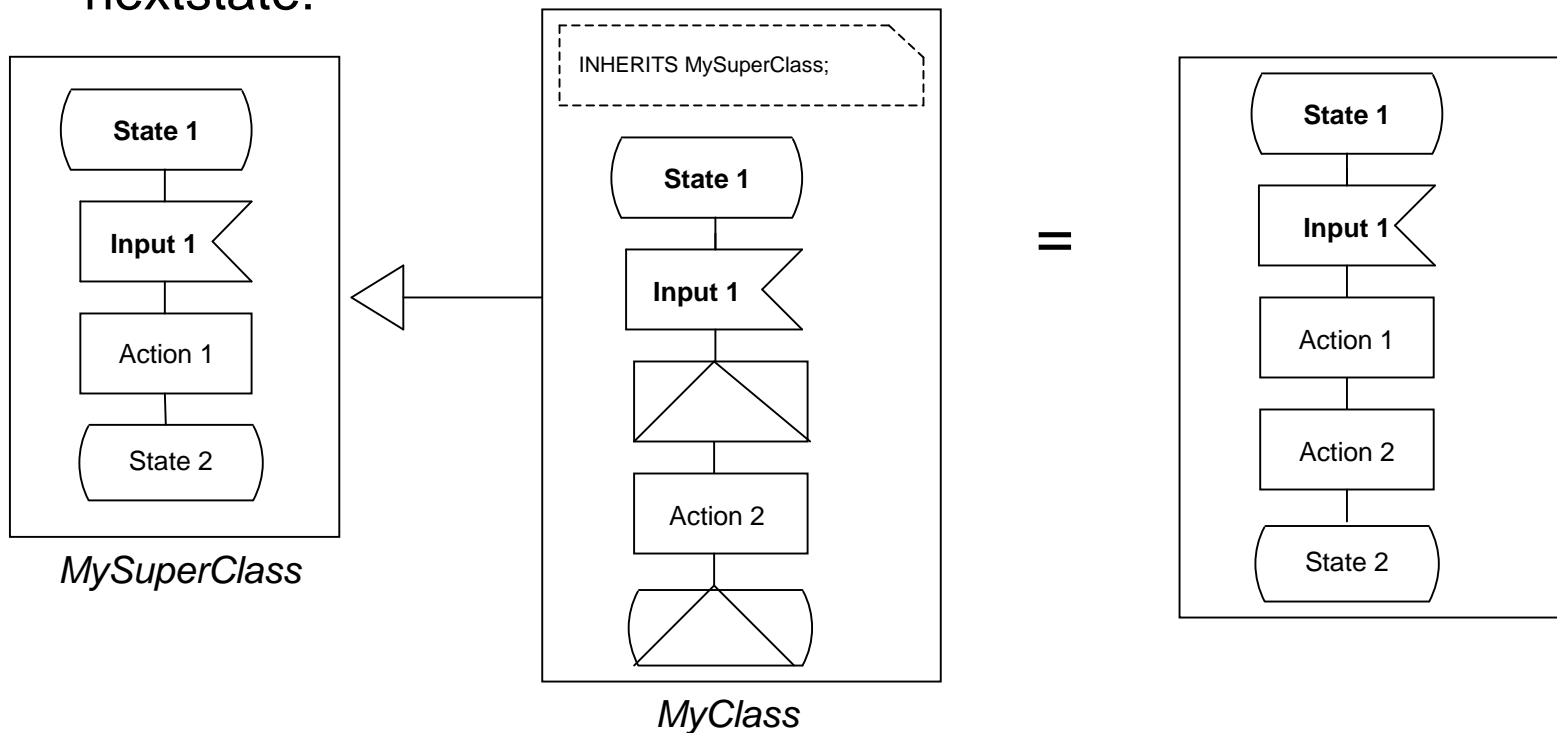 nextstate.
State 1
Input 1
Action 1
State 2
MySuperClass
INHERITS MySuperClass;
State 1
Input 1
Action 2
MyClass
=
State 1
Input 1
Action 1
Action 2
State 2